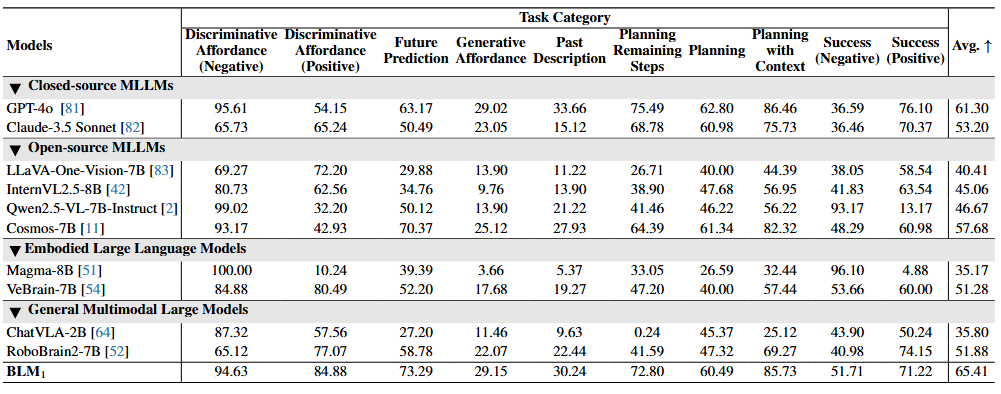 Models Task Category Avg. ↑
Discriminative Affordance (Negative) Discriminative Affordance (Positive) Future Prediction Generative Affordance Past Description Planning Remaining Steps Planning Planning with Context Success (Negative) Success (Positive)
▼ Closed-source MLLMs
GPT-4o [81] 95.61 54.15 63.17 29.02 33.66 75.49 62.80 86.46 36.59 76.10 61.30
Claude-3.5 Sonnet [82] 65.73 65.24 50.49 23.05 15.12 68.78 60.98 75.73 36.46 70.37 53.20
▼ Open-source MLLMs
LLaVA-One-Vision-7B [83] 69.27 72.20 29.88 13.90 11.22 26.71 40.00 44.39 38.05 58.54 40.41
InternVL2.5-8B [42] 80.73 62.56 34.76 9.76 13.90 38.90 47.68 56.95 41.83 63.54 45.06
Qwen2.5-VL-7B-Instruct [2] 99.02 32.20 50.12 13.90 21.22 41.46 46.22 56.22 93.17 13.17 46.67
Cosmos-7B [11] 93.17 42.93 70.37 25.12 27.93 64.39 61.34 82.32 48.29 60.98 57.68
▼ Embodied Large Language Models
Magma-8B [51] 100.00 10.24 39.39 3.66 5.37 33.05 26.59 32.44 96.10 4.88 35.17
VeBrain-7B [54] 84.88 80.49 52.20 17.68 19.27 47.20 40.00 57.44 53.66 60.00 51.28
▼ General Multimodal Large Models
ChatVLA-2B [64] 87.32 57.56 27.20 11.46 9.63 0.24 45.37 25.12 43.90 50.24 35.80
RoboBrain2-7B [52] 65.12 77.07 58.78 22.07 22.44 41.59 47.32 69.27 40.98 74.15 51.88
BLM₁ 94.63 84.88 73.29 29.15 30.24 72.80 60.49 85.73 51.71 71.22 65.41